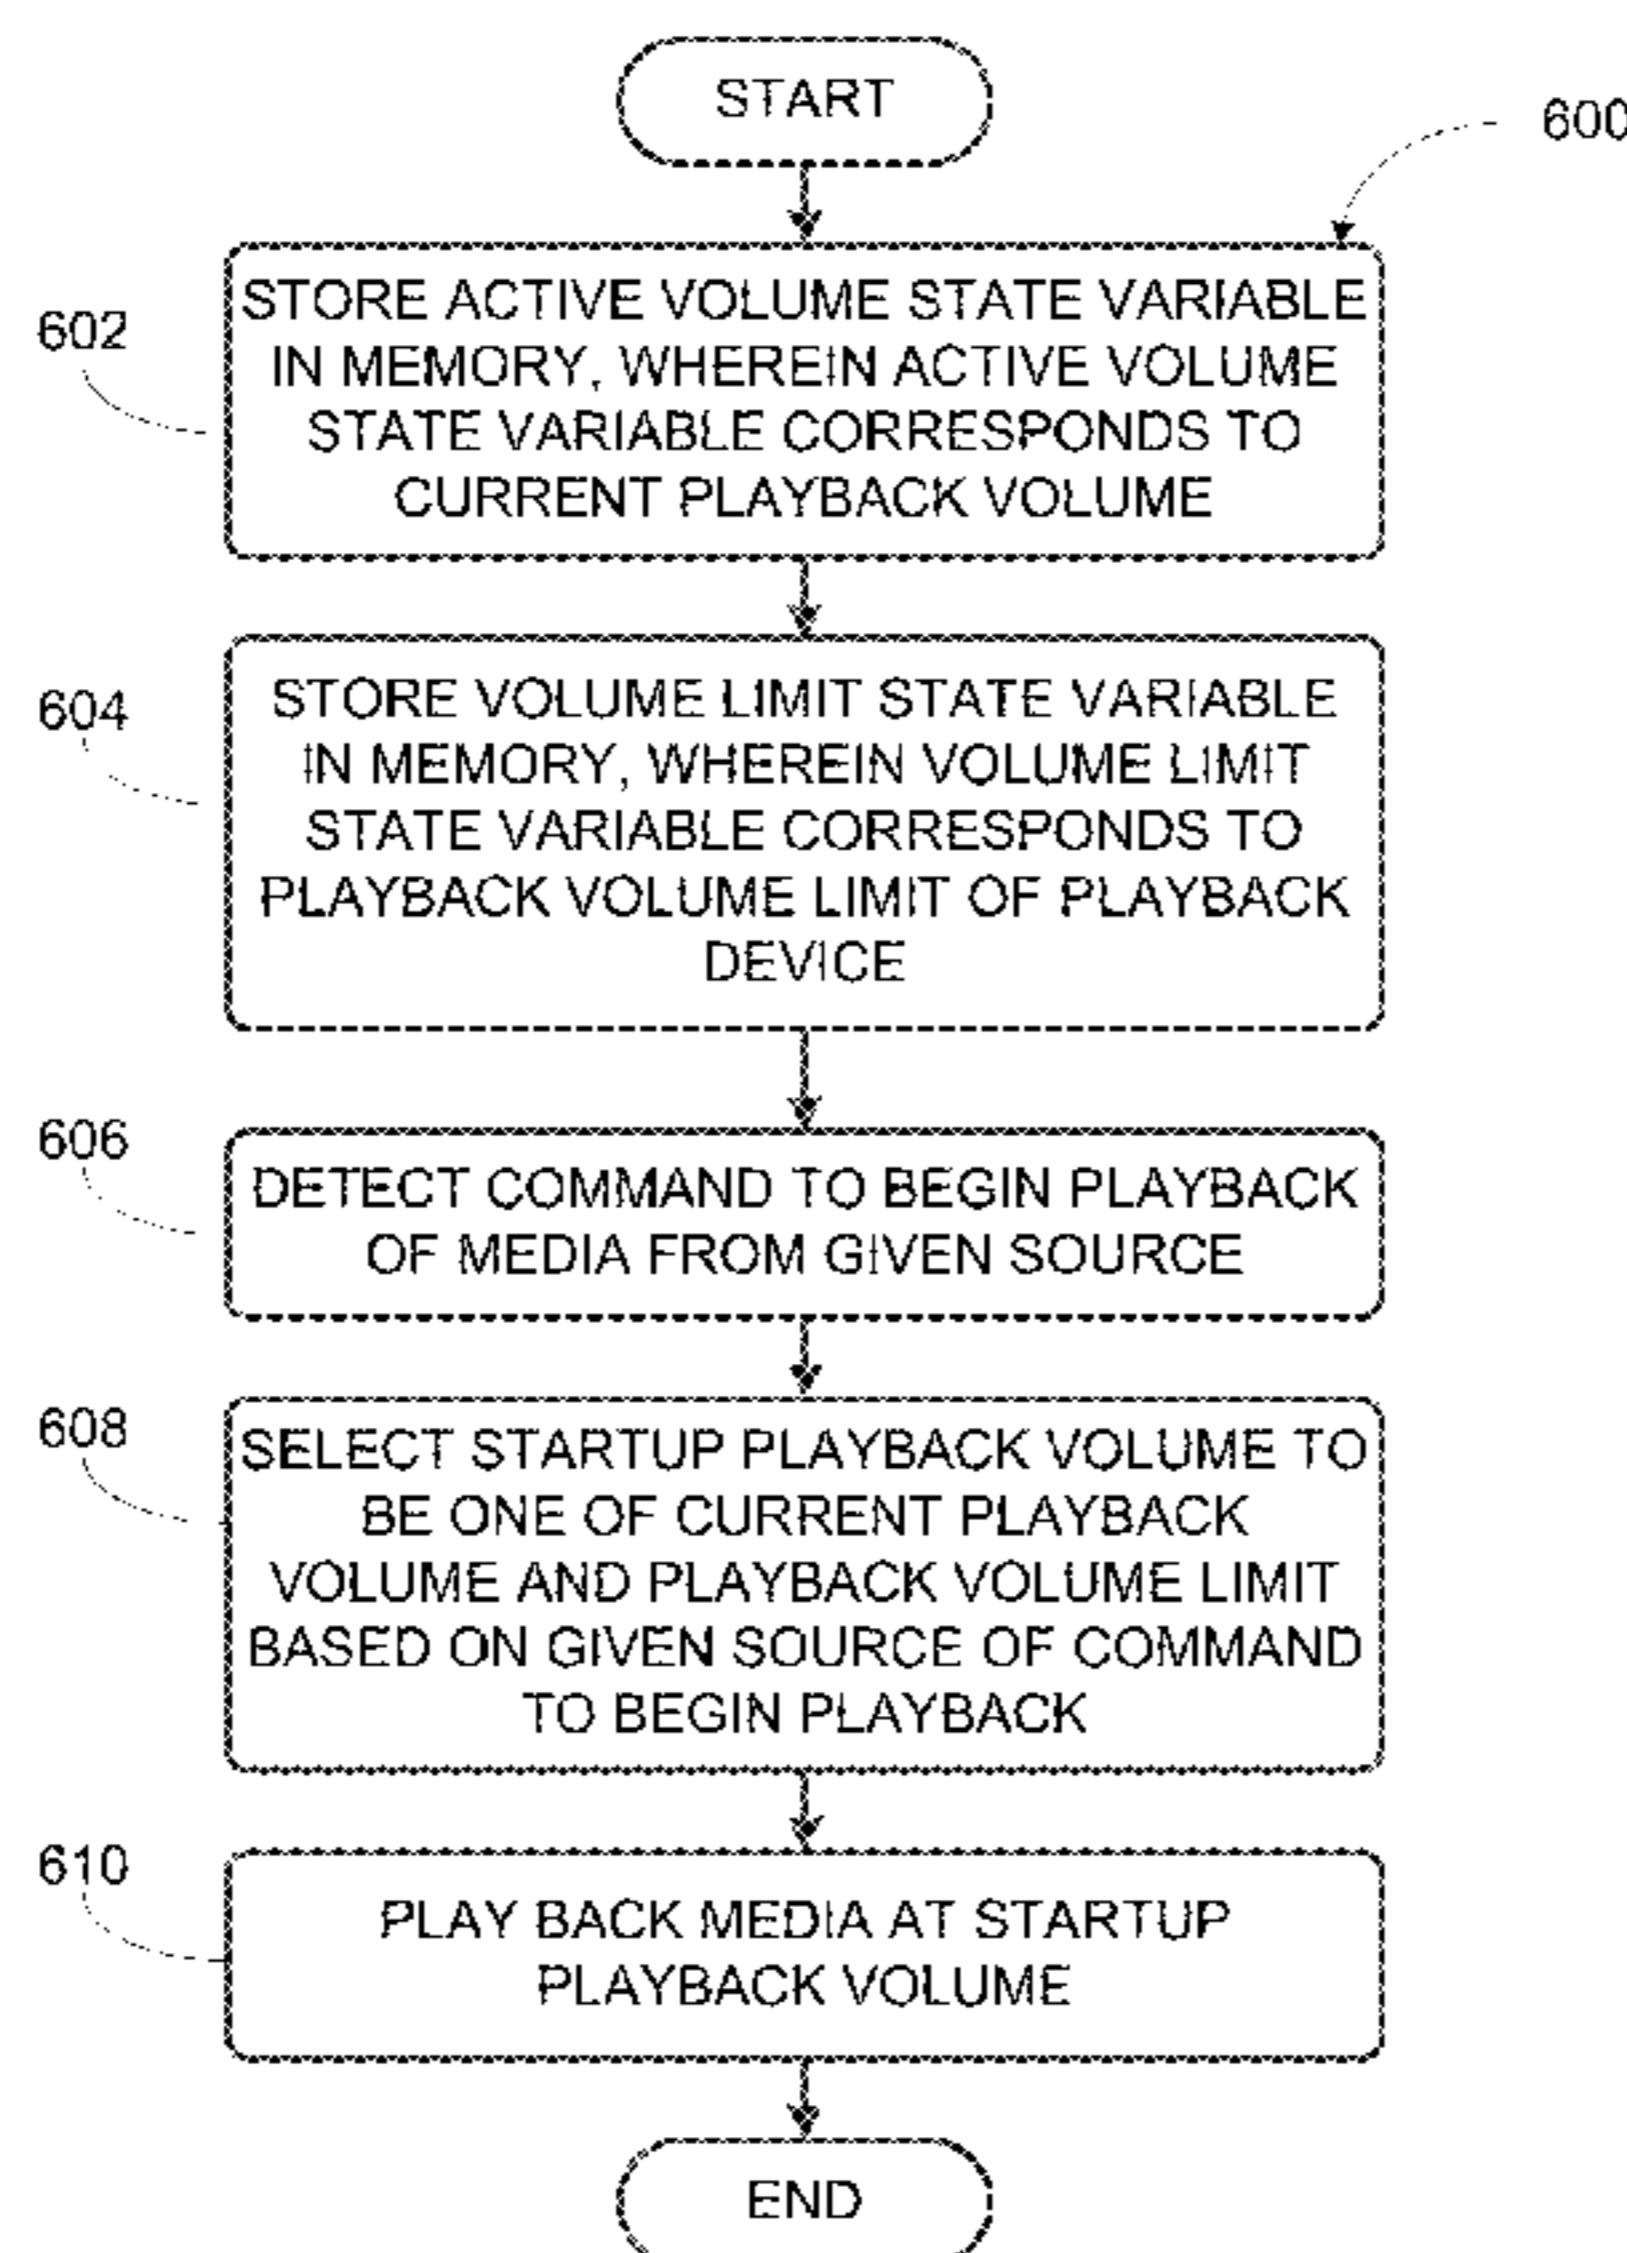 START
600
602
STORE ACTIVE VOLUME STATE VARIABLE
IN MEMORY, WHEREIN ACTIVE VOLUME
STATE VARIABLE CORRESPONDS TO
CURRENT PLAYBACK VOLUME
604
STORE VOLUME LIMIT STATE VARIABLE
IN MEMORY, WHEREIN VOLUME LIMIT
STATE VARIABLE CORRESPONDS TO
PLAYBACK VOLUME LIMIT OF PLAYBACK
DEVICE
606
DETECT COMMAND TO BEGIN PLAYBACK
OF MEDIA FROM GIVEN SOURCE
608
SELECT STARTUP PLAYBACK VOLUME TO
BE ONE OF CURRENT PLAYBACK
VOLUME AND PLAYBACK VOLUME LIMIT
BASED ON GIVEN SOURCE OF COMMAND
TO BEGIN PLAYBACK
610
PLAY BACK MEDIA AT STARTUP
PLAYBACK VOLUME
END